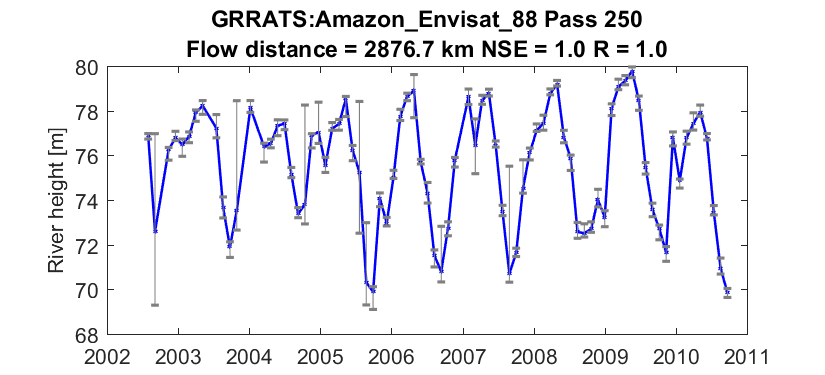 GRRATS:Amazon_Envisat_88 Pass 250
Flow distance = 2876.7 km NSE = 1.0 R = 1.0
River height [m]
80
78
76
74
72
70
68
2002 2003 2004 2005 2006 2007 2008 2009 2010 2011